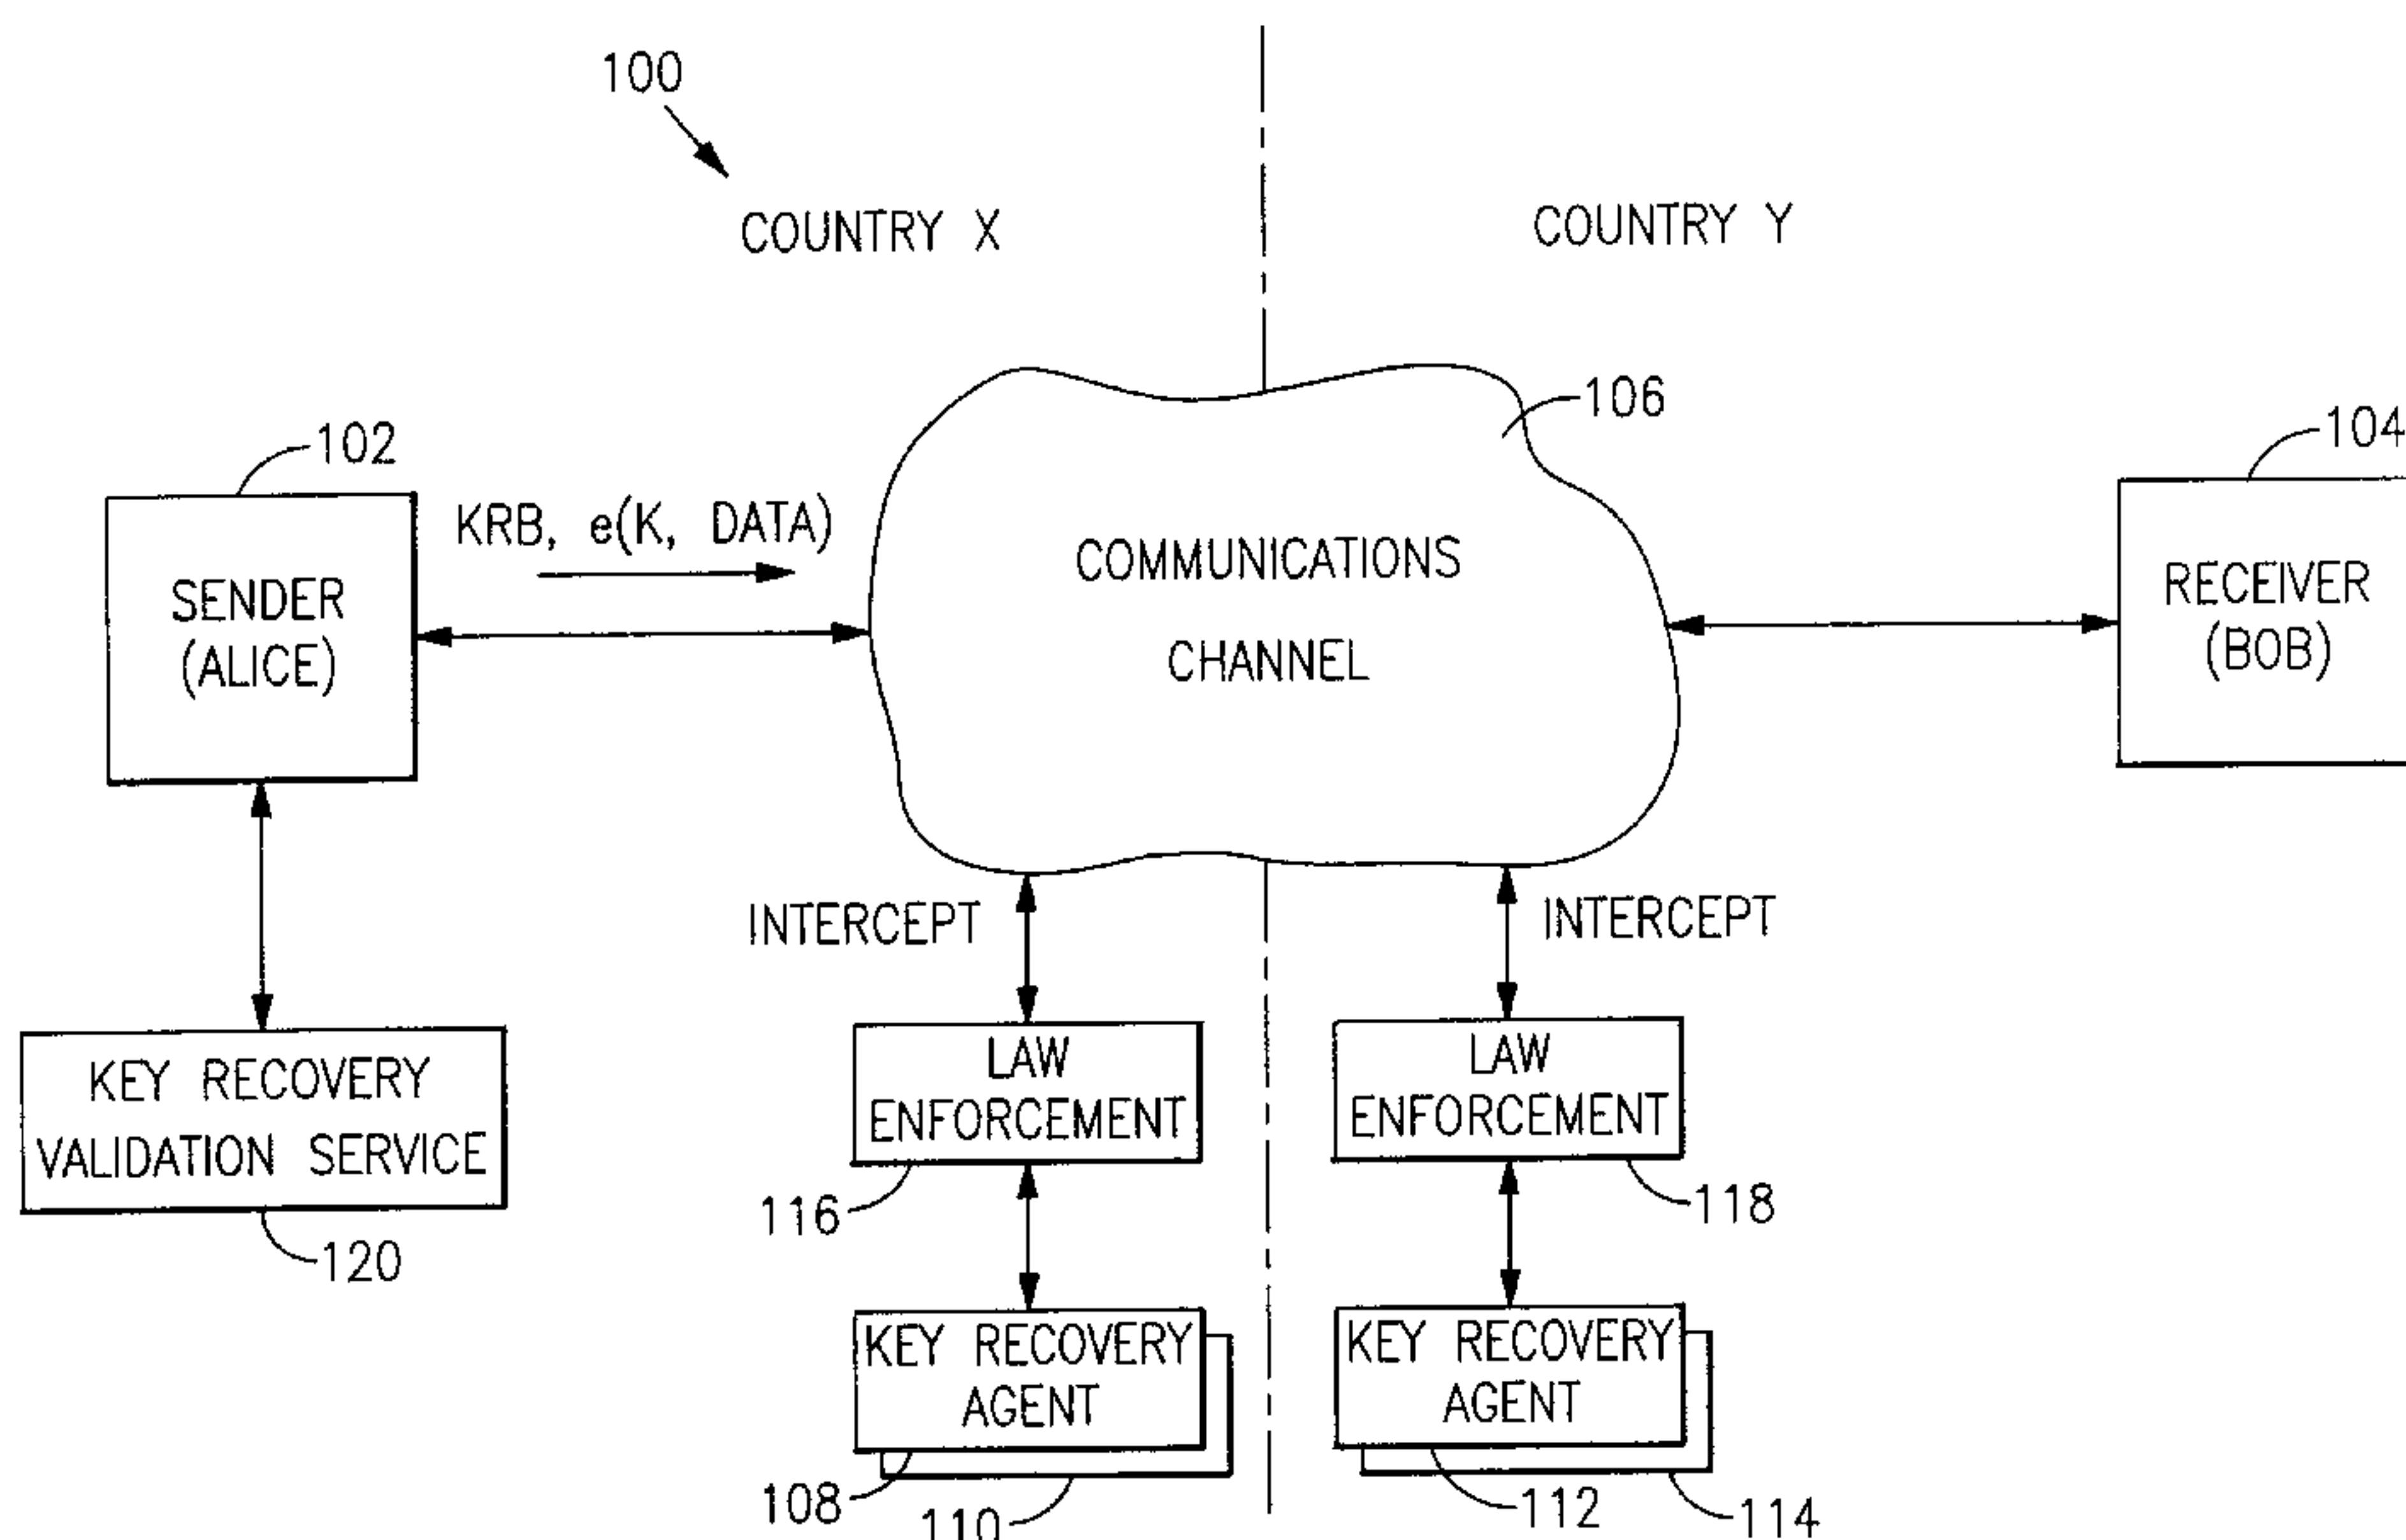 100
COUNTRY X
COUNTRY Y
106
102
104
KRB, e(K, DATA)
SENDER
(ALICE)
COMMUNICATIONS
CHANNEL
RECEIVER
(BOB)
INTERCEPT
INTERCEPT
KEY RECOVERY
VALIDATION SERVICE
120
LAW
ENFORCEMENT
116
LAW
ENFORCEMENT
118
KEY RECOVERY
AGENT
108
110
KEY RECOVERY
AGENT
112
114